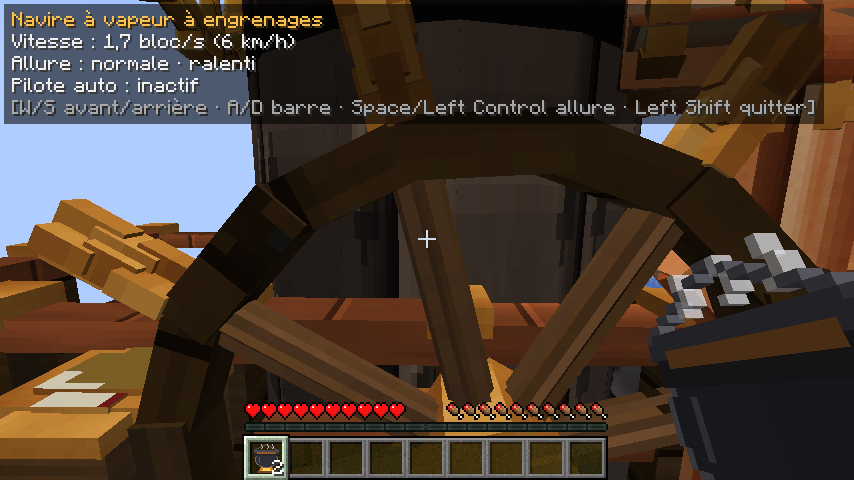 Navire à vapeur à engrenages
Vitesse : 1,7 bloc/s (6 km/h)
Allure : normale · ralenti
Pilote auto : inactif
[W/S avant/arrière · A/D barre · Space/Left Control allure · Left Shift quitter]
2